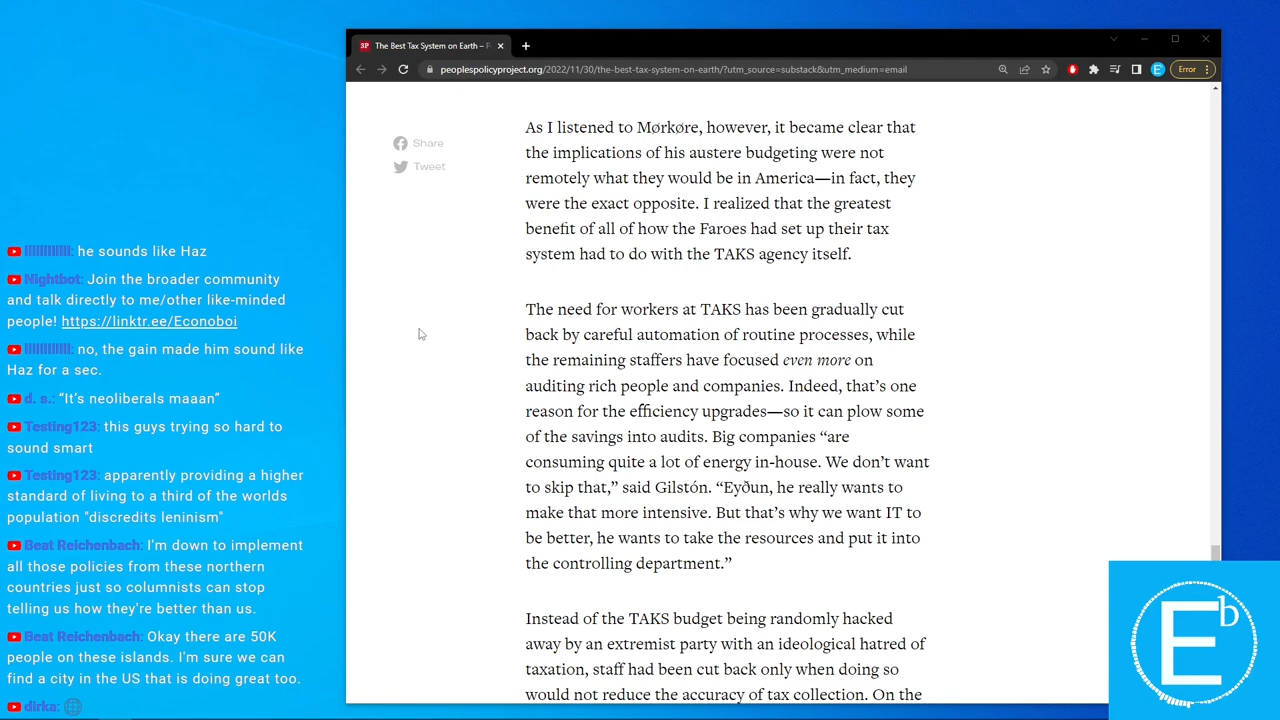 The Best Tax System on Earth – P
peoplespolicyproject.org/2022/11/30/the-best-tax-system-on-earth/?utm_source=substack&utm_medium=email
Error
Share
Tweet
As I listened to Mørkøre, however, it became clear that
the implications of his austere budgeting were not
remotely what they would be in America—in fact, they
were the exact opposite. I realized that the greatest
benefit of all of how the Faroes had set up their tax
system had to do with the TAKS agency itself.
The need for workers at TAKS has been gradually cut
back by careful automation of routine processes, while
the remaining staffers have focused even more on
auditing rich people and companies. Indeed, that’s one
reason for the efficiency upgrades—so it can plow some
of the savings into audits. Big companies “are
consuming quite a lot of energy in-house. We don’t want
to skip that,” said Gilstón. “Eyðun, he really wants to
make that more intensive. But that’s why we want IT to
be better, he wants to take the resources and put it into
the controlling department.”
Instead of the TAKS budget being randomly hacked
away by an extremist party with an ideological hatred of
taxation, staff had been cut back only when doing so
would not reduce the accuracy of tax collection. On the
he sounds like Haz
Nightbot: Join the broader community
and talk directly to me/other like-minded
people! https://linktr.ee/Econoboi
no, the gain made him sound like
Haz for a sec.
d. s.: “It’s neoliberals maaan”
Testing123: this guys trying so hard to
sound smart
Testing123: apparently providing a higher
standard of living to a third of the worlds
population "discredits leninism"
Beat Reichenbach: I'm down to implement
all those policies from these northern
countries just so columnists can stop
telling us how they're better than us.
Beat Reichenbach: Okay there are 50K
people on these islands. I'm sure we can
find a city in the US that is doing great too.
dirka:
Eb